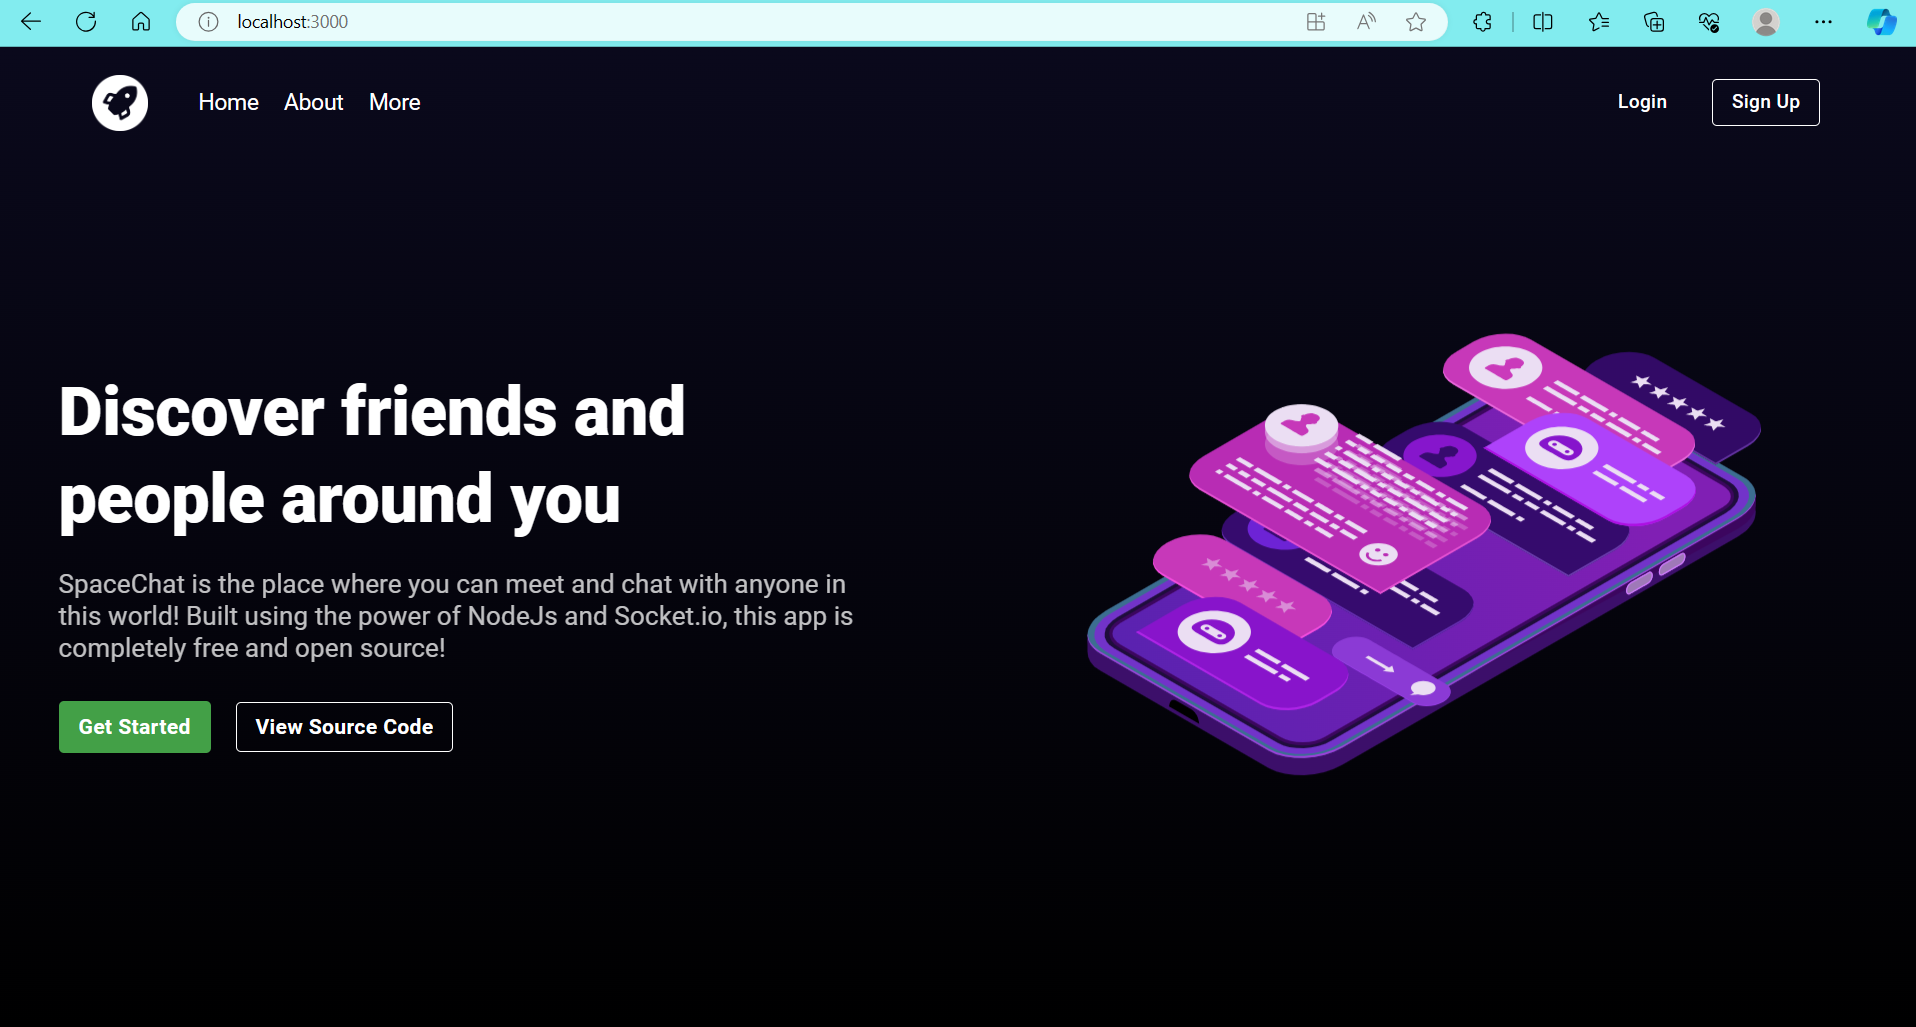 localhost:3000
Home About More
Login Sign Up
Discover friends and
people around you
SpaceChat is the place where you can meet and chat with anyone in
this world! Built using the power of NodeJs and Socket.io, this app is
completely free and open source!
Get Started View Source Code